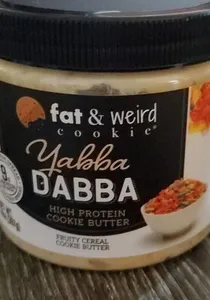 fat & weird
cookie
Yabba
DABBA
HIGH PROTEIN
COOKIE BUTTER
FRUITY CEREAL
COOKIE BUTTER